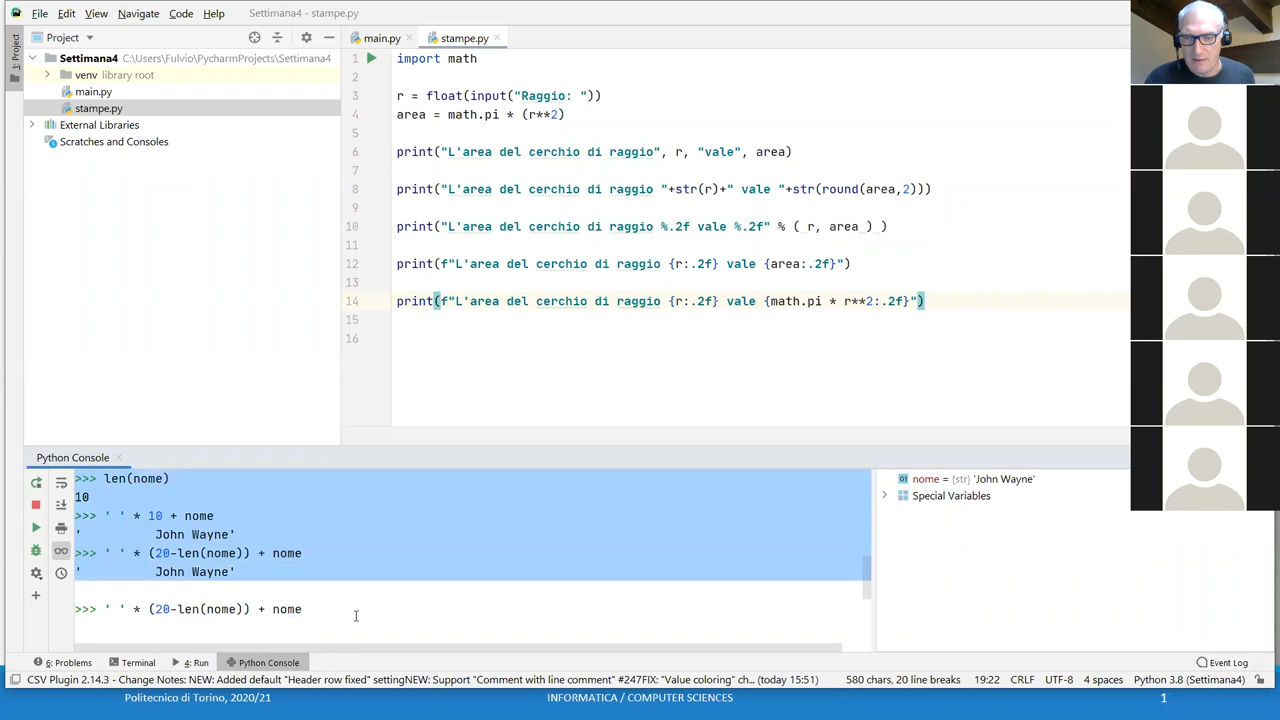 File Edit View Navigate Code Help Settimana4 - stampe.py
1: Project
Project
main.py
stampe.py
Settimana4 C:\Users\Fulvio\PycharmProjects\Settimana4
venv library root
main.py
stampe.py
External Libraries
Scratches and Consoles
1 import math
2
3 r = float(input("Raggio: "))
4 area = math.pi * (r**2)
5
6 print("L'area del cerchio di raggio", r, "vale", area)
7
8 print("L'area del cerchio di raggio "+str(r)+" vale "+str(round(area,2)))
9
10 print("L'area del cerchio di raggio %.2f vale %.2f" % ( r, area ) )
11
12 print(f"L'area del cerchio di raggio {r:.2f} vale {area:.2f}")
13
14 print(f"L'area del cerchio di raggio {r:.2f} vale {math.pi * r**2:.2f}")
15
16
Python Console
>>> len(nome)
10
>>> ' ' * 10 + nome
'          John Wayne'
>>> ' ' * (20-len(nome)) + nome
'          John Wayne'
>>> ' ' * (20-len(nome)) + nome
nome = {str} 'John Wayne'
Special Variables
6: Problems Terminal 4: Run Python Console Event Log
CSV Plugin 2.14.3 - Change Notes: NEW: Added default "Header row fixed" settingNEW: Support "Comment with line comment" #247FIX: "Value coloring" ch... (today 15:51) 580 chars, 20 line breaks 19:22 CRLF UTF-8 4 spaces Python 3.8 (Settimana4)
Politecnico di Torino, 2020/21 INFORMATICA / COMPUTER SCIENCES 1